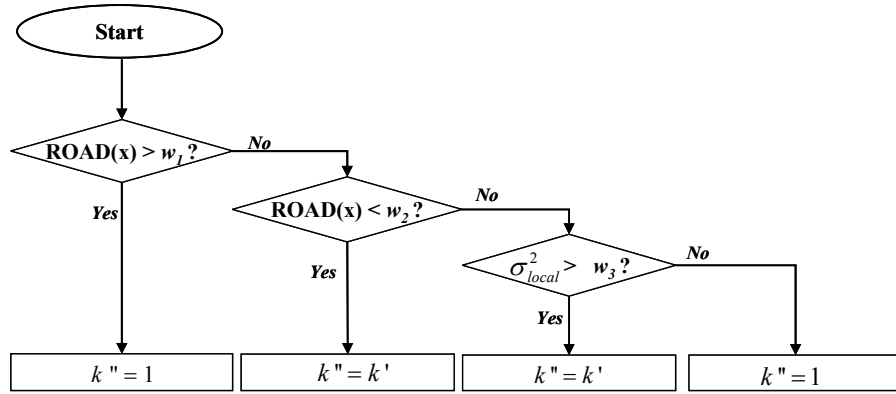 Start
ROAD(x) > w₁?
No
Yes
ROAD(x) < w₂?
No
Yes
σ²local > w₃?
No
Yes
k" = 1
k" = k'
k" = k'
k" = 1